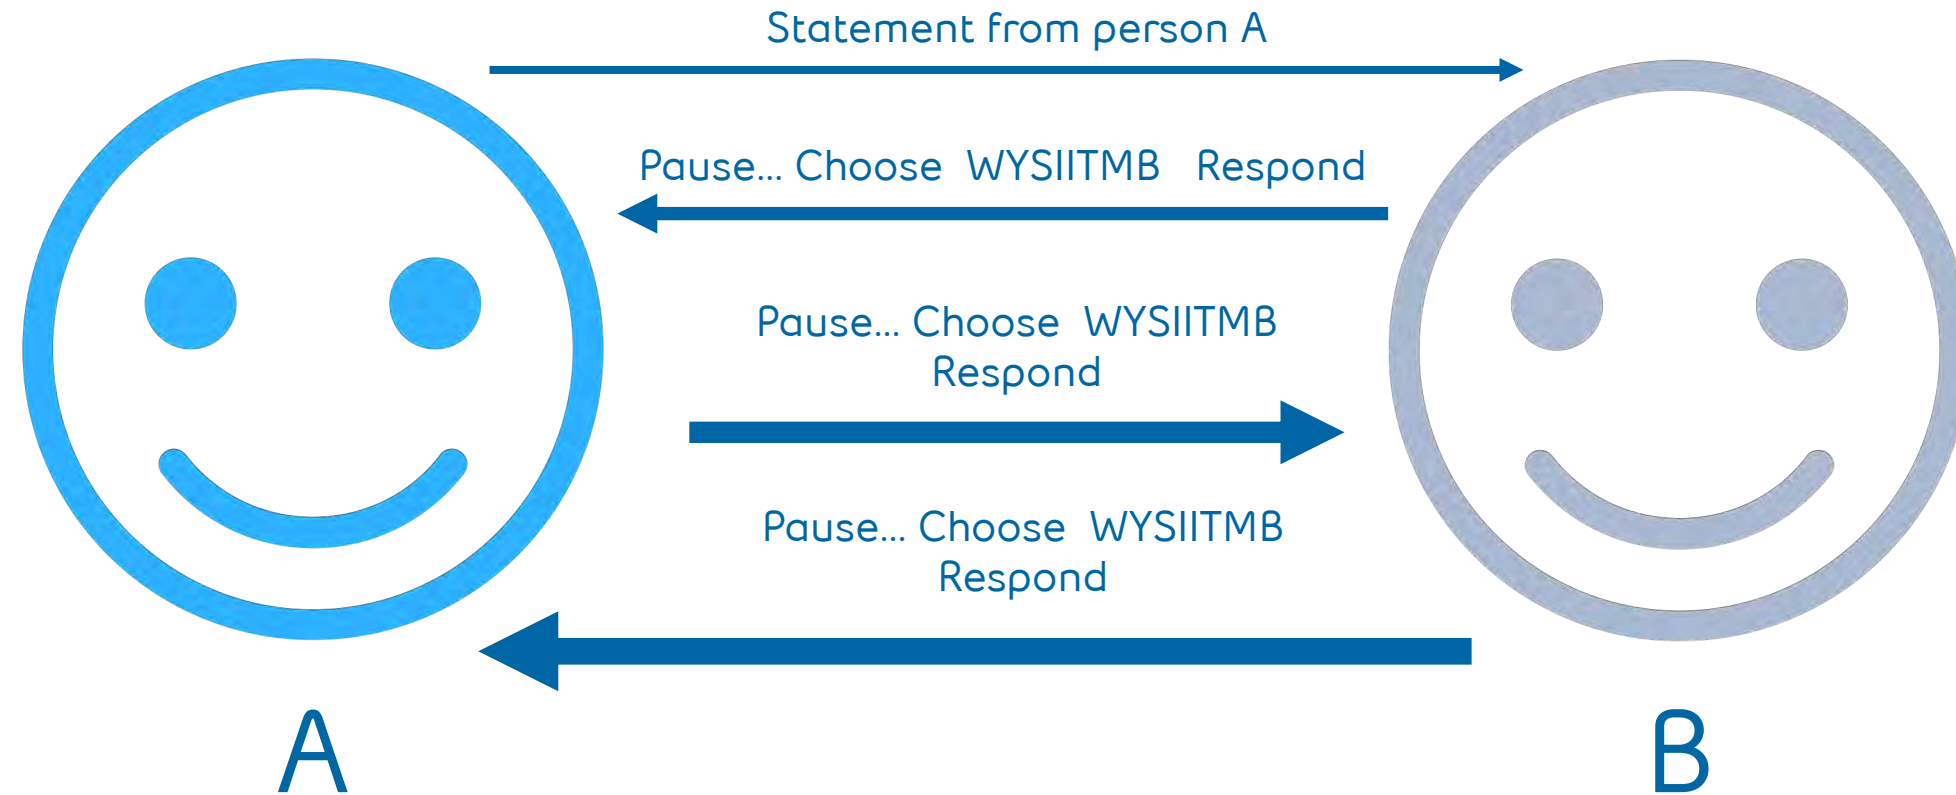 Statement from person A
Pause... Choose WYSIITMB Respond
Pause... Choose WYSIITMB
Respond
Pause... Choose WYSIITMB
Respond
A
B